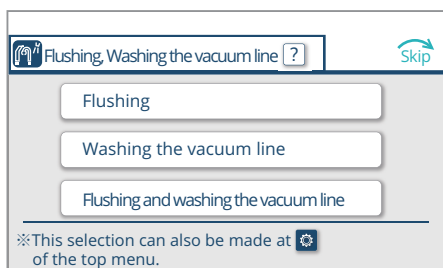 Flushing, Washing the vacuum line ?
Skip
Flushing
Washing the vacuum line
Flushing and washing the vacuum line
※This selection can also be made at
of the top menu.